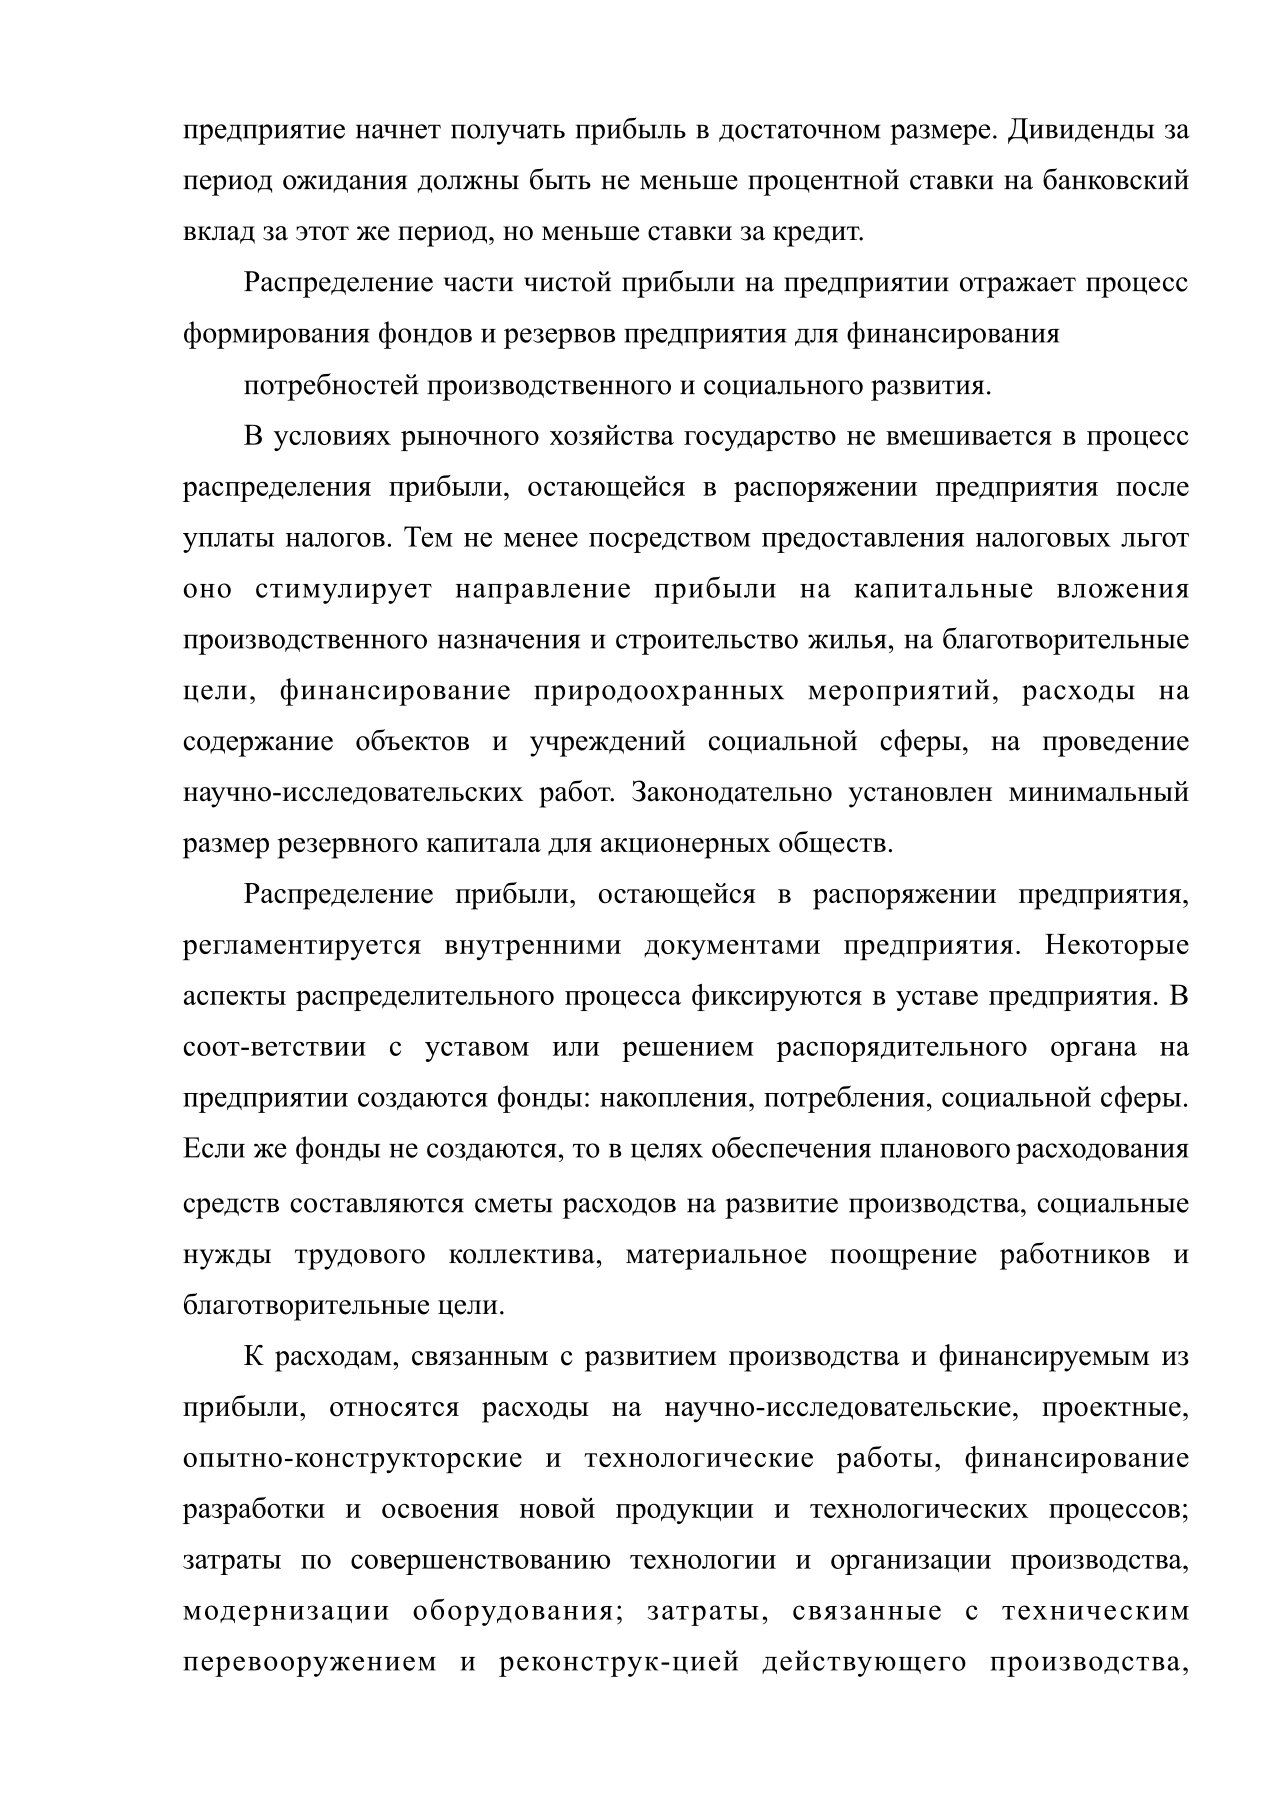 предприятие начнет получать прибыль в достаточном размере. Дивиденды за
период ожидания должны быть не меньше процентной ставки на банковский
вклад за этот же период, но меньше ставки за кредит.
Распределение части чистой прибыли на предприятии отражает процесс
формирования фондов и резервов предприятия для финансирования
потребностей производственного и социального развития.
В условиях рыночного хозяйства государство не вмешивается в процесс
распределения прибыли, остающейся в распоряжении предприятия после
уплаты налогов. Тем не менее посредством предоставления налоговых льгот
оно стимулирует направление прибыли на капитальные вложения
производственного назначения и строительство жилья, на благотворительные
цели, финансирование природоохранных мероприятий, расходы на
содержание объектов и учреждений социальной сферы, на проведение
научно-исследовательских работ. Законодательно установлен минимальный
размер резервного капитала для акционерных обществ.
Распределение прибыли, остающейся в распоряжении предприятия,
регламентируется внутренними документами предприятия. Некоторые
аспекты распределительного процесса фиксируются в уставе предприятия. В
соот-ветствии с уставом или решением распорядительного органа на
предприятии создаются фонды: накопления, потребления, социальной сферы.
Если же фонды не создаются, то в целях обеспечения планового расходования
средств составляются сметы расходов на развитие производства, социальные
нужды трудового коллектива, материальное поощрение работников и
благотворительные цели.
К расходам, связанным с развитием производства и финансируемым из
прибыли, относятся расходы на научно-исследовательские, проектные,
опытно-конструкторские и технологические работы, финансирование
разработки и освоения новой продукции и технологических процессов;
затраты по совершенствованию технологии и организации производства,
модернизации оборудования; затраты, связанные с техническим
перевооружением и реконструк-цией действующего производства,